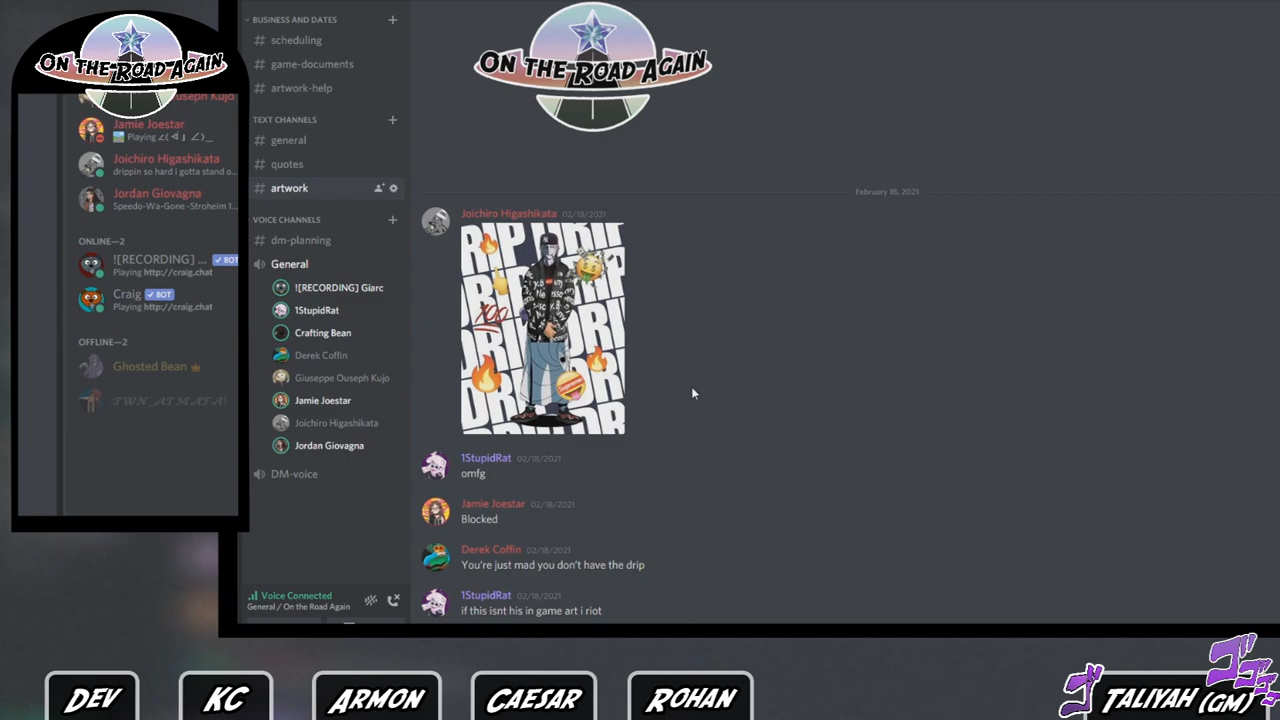 ON THE ROAD AGAIN
useph Kujo
Jamie Joestar
Playing
Joichiro Higashikata
drippin so hard i gotta stand o...
Jordan Giovagna
Speedo-Wa-Gone -Stroheim 1...
ONLINE—2
![RECORDING] ... ✔ BOT
Playing http://craig.chat
Craig ✔ BOT
Playing http://craig.chat
OFFLINE—2
Ghosted Bean
BUSINESS AND DATES +
# scheduling
# game-documents
# artwork-help
TEXT CHANNELS +
# general
# quotes
# artwork
VOICE CHANNELS +
# dm-planning
General
![RECORDING] Giarc
1StupidRat
Crafting Bean
Derek Coffin
Giuseppe Ouseph Kujo
Jamie Joestar
Joichiro Higashikata
Jordan Giovagna
DM-voice
Voice Connected
General / On the Road Again
ON THE ROAD AGAIN
February 18, 2021
Joichiro Higashikata 02/18/2021
RIP DRIP
100
1StupidRat 02/18/2021
omfg
Jamie Joestar 02/18/2021
Blocked
Derek Coffin 02/18/2021
You're just mad you don't have the drip
1StupidRat 02/18/2021
if this isnt his in game art i riot
DEV
KC
ARMON
CAESAR
ROHAN
TALIYAH (GM)